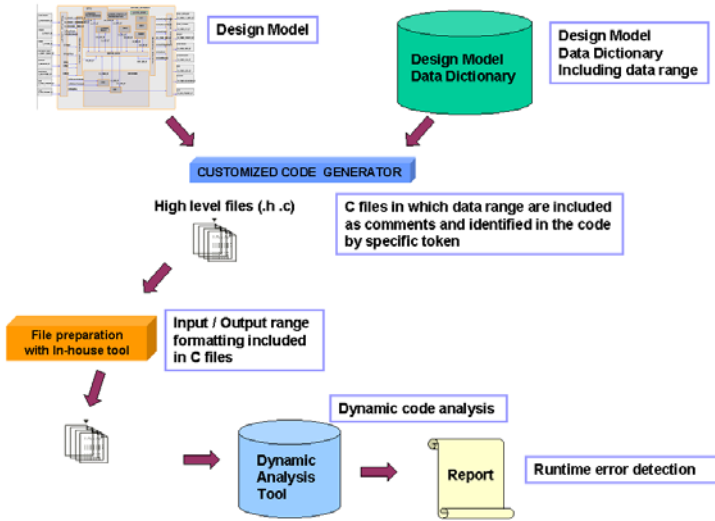 Design Model
Design Model
Data Dictionary
Design Model
Data Dictionary
Including data range
CUSTOMIZED CODE GENERATOR
High level files (.h .c)
C files in which data range are included
as comments and identified in the code
by specific token
File preparation
with In-house tool
Input / Output range
formatting included
in C files
Dynamic code analysis
Dynamic
Analysis
Tool
Report
Runtime error detection